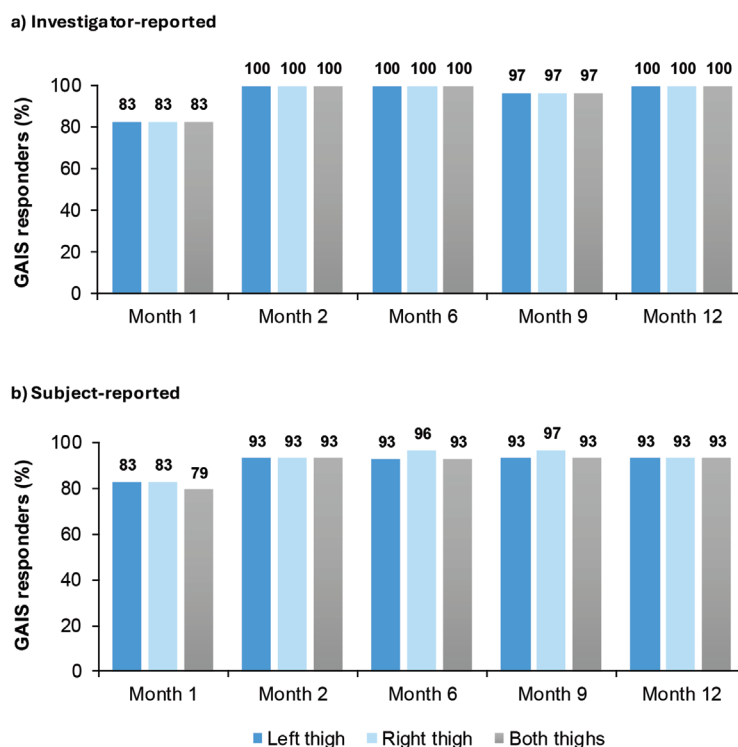 a) Investigator-reported
GAIS responders (%)
100
80
60
40
20
0
83 83 83
100 100 100
100 100 100
97 97 97
100 100 100
Month 1
Month 2
Month 6
Month 9
Month 12
b) Subject-reported
GAIS responders (%)
100
80
60
40
20
0
83 83 79
93 93 93
93 96 93
93 97 93
93 93 93
Month 1
Month 2
Month 6
Month 9
Month 12
Left thigh
Right thigh
Both thighs